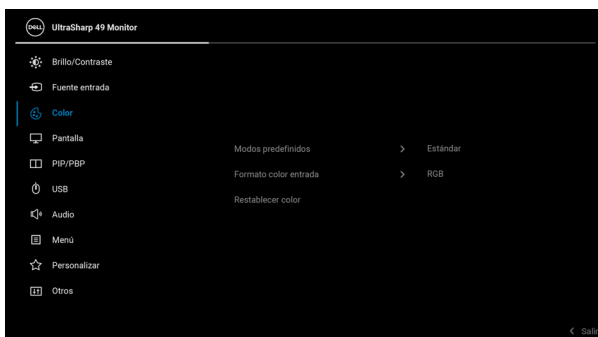 DELL UltraSharp 49 Monitor
Brillo/Contraste
Fuente entrada
Color
Pantalla
Modos predefinidos Estándar
PIP/PBP
Formato color entrada RGB
USB
Restablecer color
Audio
Menú
Personalizar
Otros
Salir